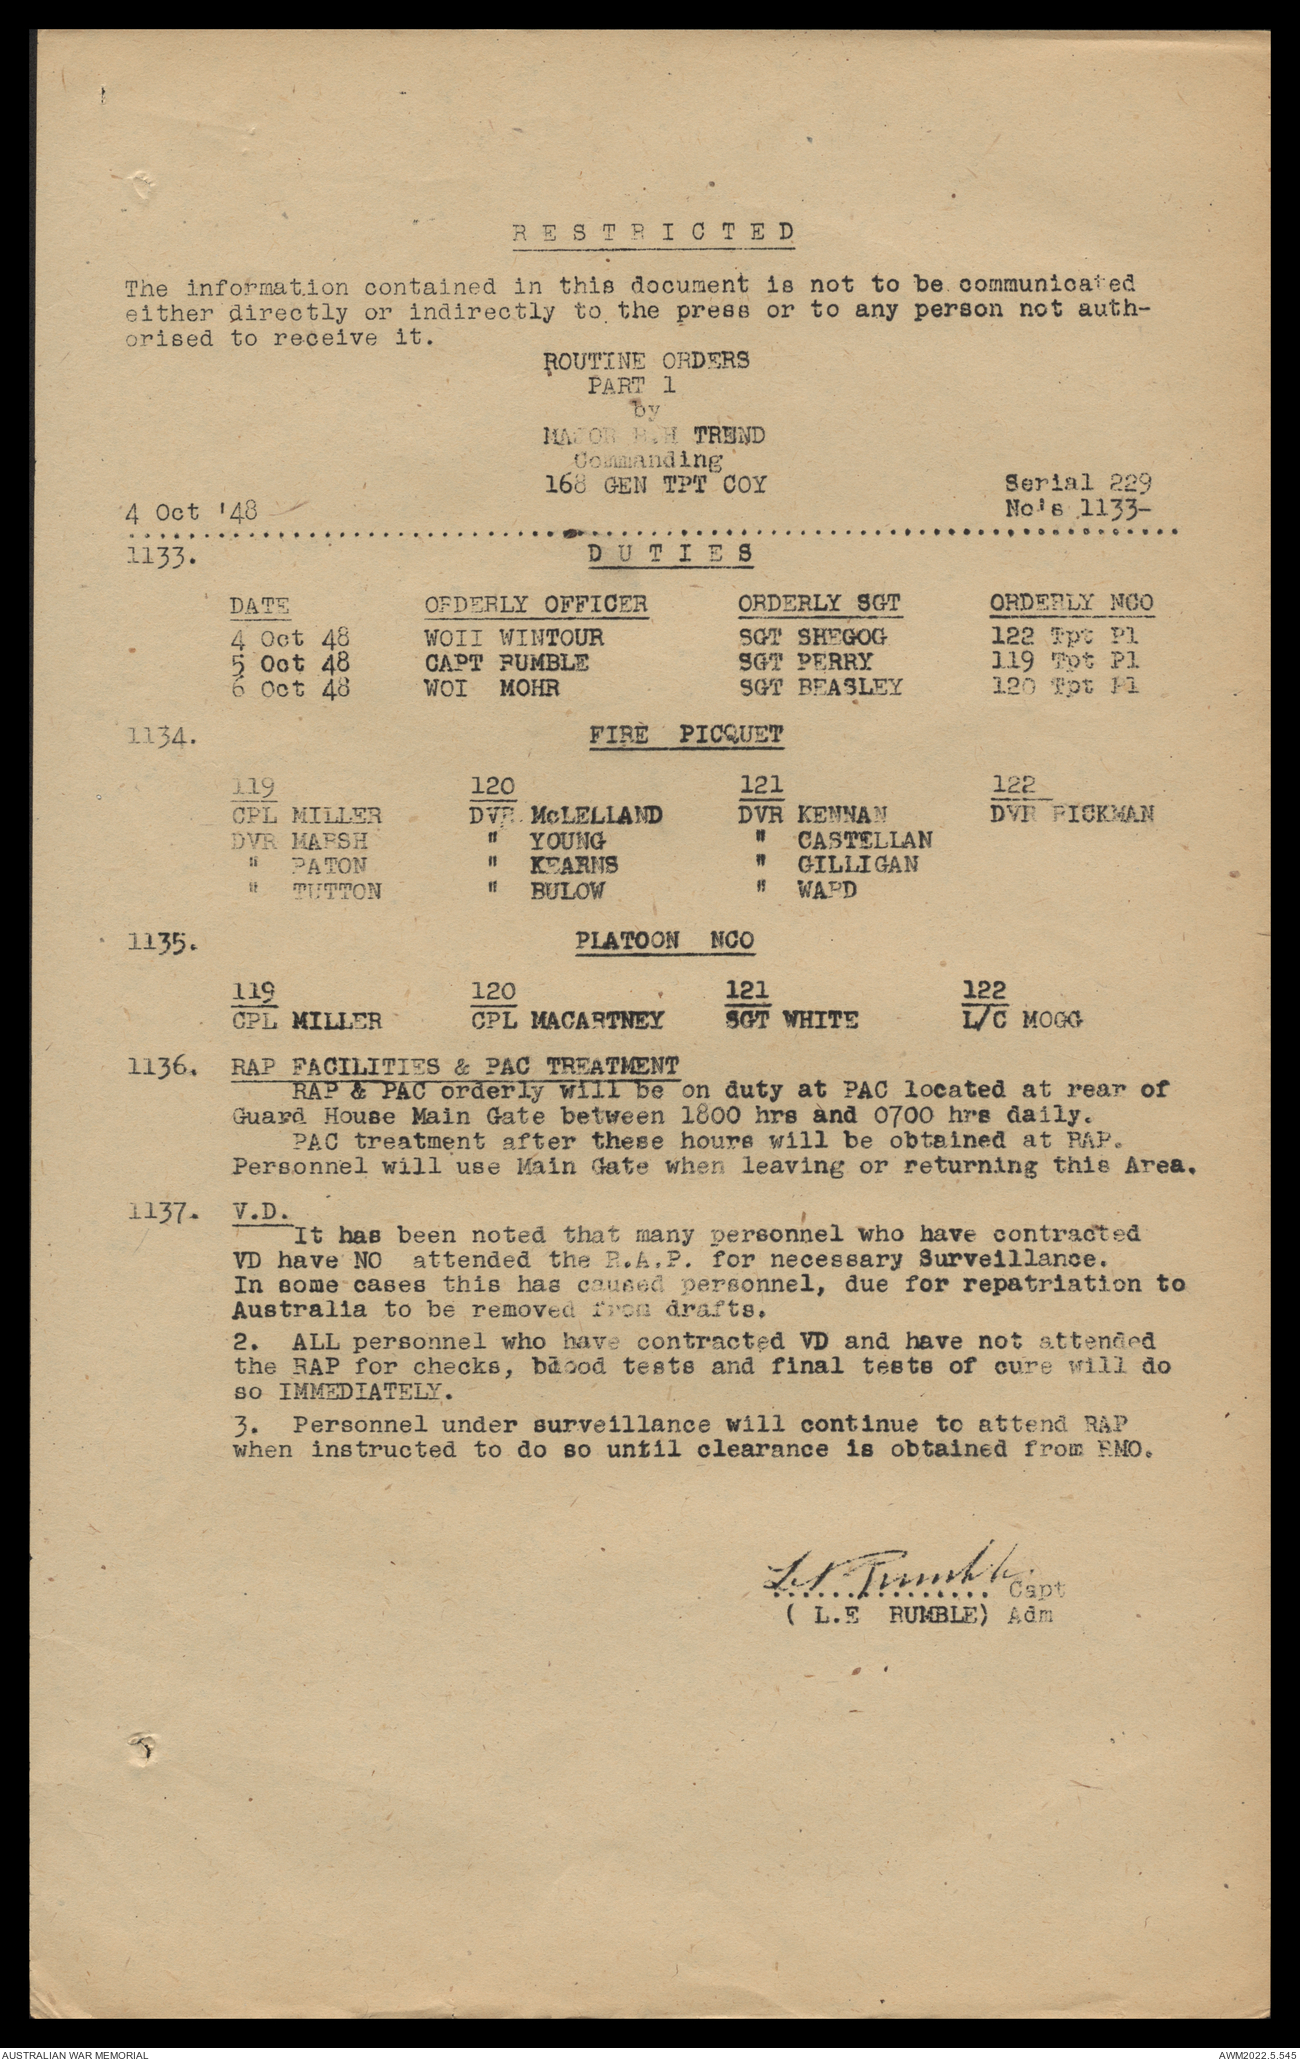 R E S T R I C T E D
The information contained in this document is not to be communicated
either directly or indirectly to the press or to any person not auth-
orised to receive it.
ROUTINE ORDERS
PART 1
by
MAJOR H TREND
Commanding
168 GEN TPT COY
Serial 229
4 Oct '48
No's 1133-
1133.
D U T I E S
DATE ORDERLY OFFICER ORDERLY SGT ORDERLY NCO
4 Oct 48 WOII WINTOUR SGT SHEGOG 122 Tpt Pl
5 Oct 48 CAPT RUMBLE SGT PERRY 119 Tpt Pl
6 Oct 48 WOI MOHR SGT BEASLEY 120 Tpt Pl
1134. FIRE PICQUET
119 120 121 122
CPL MILLER DVR McLELLAND DVR KENNAN DVR RICKMAN
DVR MARSH " YOUNG " CASTELLAN
" PATON " KEARNS " GILLIGAN
" TUTTON " BULOW " WARD
1135. PLATOON NCO
119 120 121 122
CPL MILLER CPL MACARTNEY SGT WHITE L/C MOGG
1136. RAP FACILITIES & PAC TREATMENT
RAP & PAC orderly will be on duty at PAC located at rear of
Guard House Main Gate between 1800 hrs and 0700 hrs daily.
PAC treatment after these hours will be obtained at RAP.
Personnel will use Main Gate when leaving or returning this Area.
1137. V.D.
It has been noted that many personnel who have contracted
VD have NO attended the R.A.P. for necessary Surveillance.
In some cases this has caused personnel, due for repatriation to
Australia to be removed from drafts.
2. ALL personnel who have contracted VD and have not attended
the RAP for checks, blood tests and final tests of cure will do
so IMMEDIATELY.
3. Personnel under surveillance will continue to attend RAP
when instructed to do so until clearance is obtained from RMO.
L.E Rumble
................ Capt
( L.E RUMBLE) Adm
AUSTRALIAN WAR MEMORIAL
AWM2022.5.545